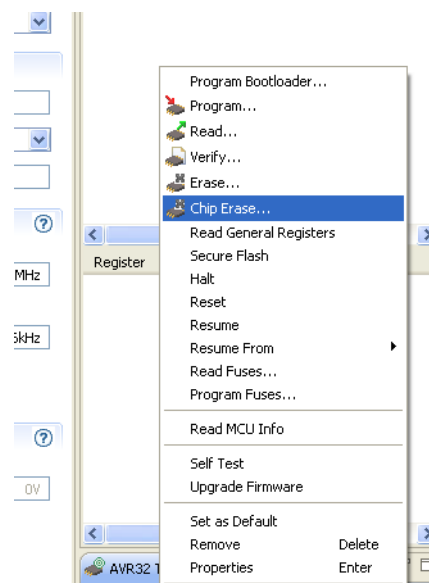 Program Bootloader...
Program...
Read...
Verify...
Erase...
Chip Erase...
Read General Registers
Secure Flash
Halt
Reset
Resume
Resume From
Read Fuses...
Program Fuses...
Read MCU Info
Self Test
Upgrade Firmware
Set as Default
Remove Delete
Properties Enter
Register
MHz
kHz
0V
AVR32